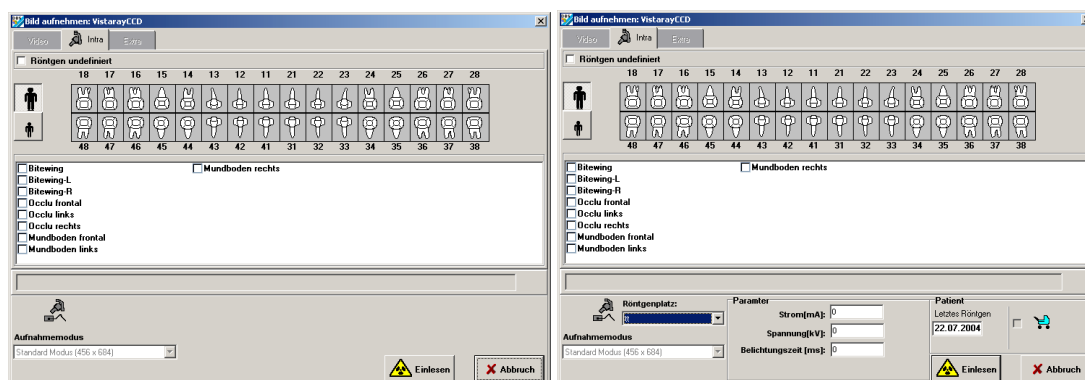 Bild aufnehmen: VistarayCCD
Video Intra Extra
Röntgen undefiniert
18 17 16 15 14 13 12 11 21 22 23 24 25 26 27 28
48 47 46 45 44 43 42 41 31 32 33 34 35 36 37 38
Bitewing Mundboden rechts
Bitewing-L
Bitewing-R
Occlu frontal
Occlu links
Occlu rechts
Mundboden frontal
Mundboden links
Aufnahmemodus
Standard Modus (456 x 684)
Einlesen Abbruch
Bild aufnehmen: VistarayCCD
Video Intra Extra
Röntgen undefiniert
18 17 16 15 14 13 12 11 21 22 23 24 25 26 27 28
48 47 46 45 44 43 42 41 31 32 33 34 35 36 37 38
Bitewing Mundboden rechts
Bitewing-L
Bitewing-R
Occlu frontal
Occlu links
Occlu rechts
Mundboden frontal
Mundboden links
Röntgenplatz: Paramter Patient
Strom[mA]: 0 Letztes Röntgen
Spannung[kV]: 0 22.07.2004
Aufnahmemodus
Belichtungszeit [ms]: 0
Standard Modus (456 x 684)
Einlesen Abbruch